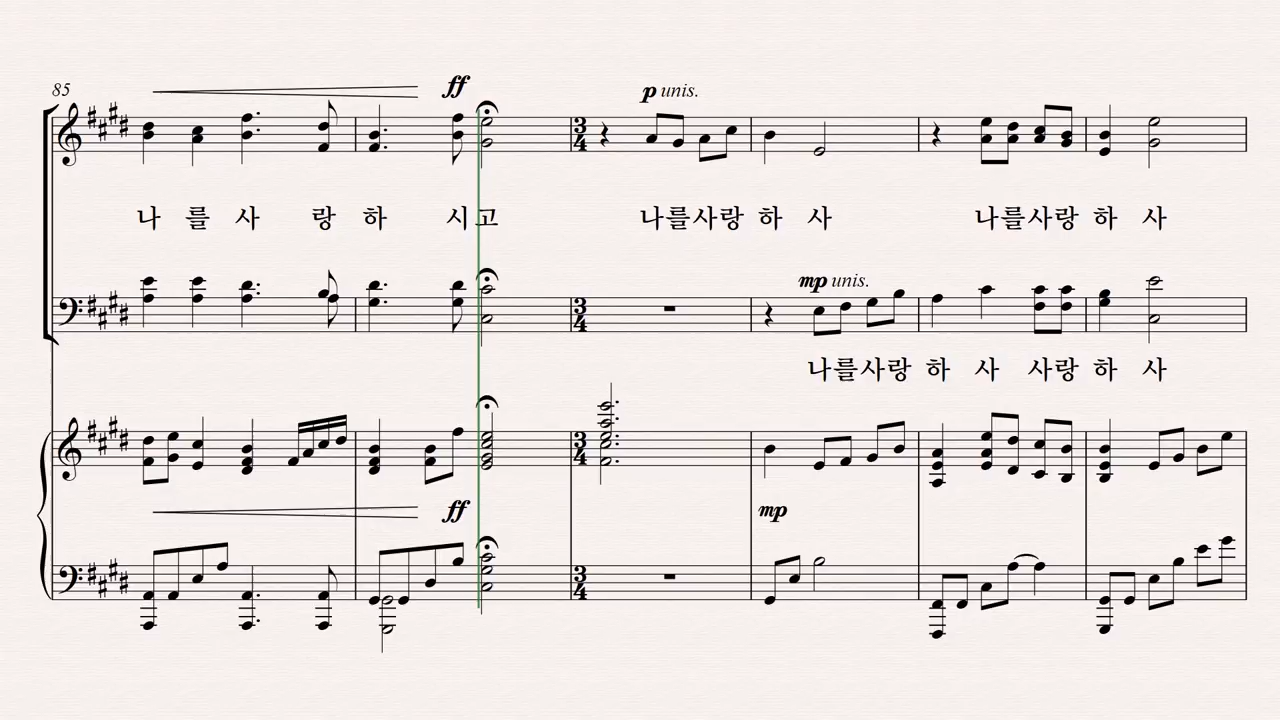 85
ff
p unis.
나를사랑하시고 나를사랑하사 나를사랑하사
mp unis.
나를사랑하사 사랑하사
ff
mp